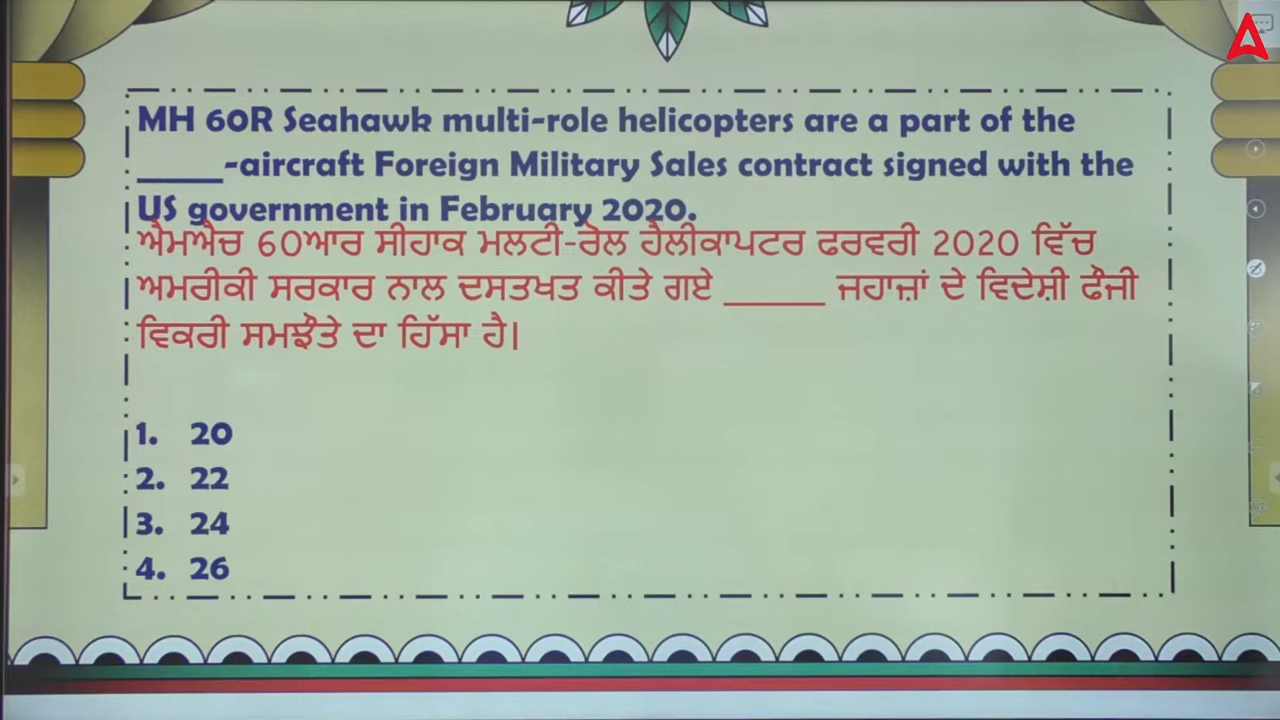 MH 60R Seahawk multi-role helicopters are a part of the
_____-aircraft Foreign Military Sales contract signed with the
US government in February 2020.
ਐਮਐਚ 60ਆਰ ਸੀਹਾਕ ਮਲਟੀ-ਰੋਲ ਹੈਲੀਕਾਪਟਰ ਫਰਵਰੀ 2020 ਵਿੱਚ
ਅਮਰੀਕੀ ਸਰਕਾਰ ਨਾਲ ਦਸਤਖਤ ਕੀਤੇ ਗਏ ______ ਜਹਾਜ਼ਾਂ ਦੇ ਵਿਦੇਸ਼ੀ ਫੌਜੀ
ਵਿਕਰੀ ਸਮਝੌਤੇ ਦਾ ਹਿੱਸਾ ਹੈ।
1. 20
2. 22
3. 24
4. 26